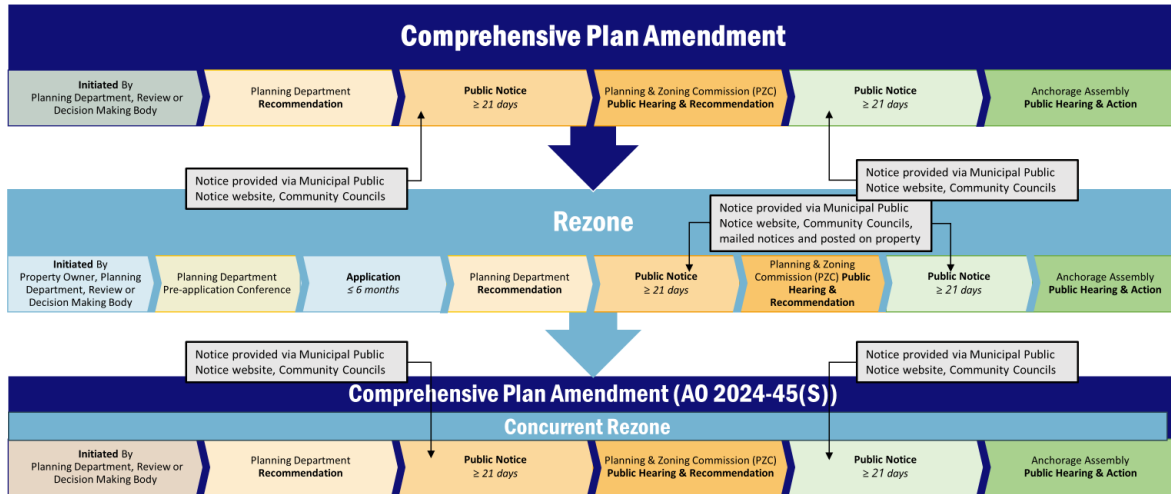 Comprehensive Plan Amendment
Initiated By
Planning Department, Review or
Decision Making Body
Planning Department
Recommendation
Public Notice
≥ 21 days
Planning & Zoning Commission (PZC)
Public Hearing & Recommendation
Public Notice
≥ 21 days
Anchorage Assembly
Public Hearing & Action
Notice provided via Municipal Public
Notice website, Community Councils
Notice provided via Municipal Public
Notice website, Community Councils
Rezone
Notice provided via Municipal Public
Notice website, Community Councils,
mailed notices and posted on property
Initiated By
Property Owner, Planning
Department, Review or
Decision Making Body
Planning Department
Pre-application Conference
Application
≤ 6 months
Planning Department
Recommendation
Public Notice
≥ 21 days
Planning & Zoning
Commission (PZC) Public
Hearing &
Recommendation
Public Notice
≥ 21 days
Anchorage Assembly
Public Hearing & Action
Notice provided via Municipal Public
Notice website, Community Councils
Notice provided via Municipal Public
Notice website, Community Councils
Comprehensive Plan Amendment (AO 2024-45(S))
Concurrent Rezone
Initiated By
Planning Department, Review or
Decision Making Body
Planning Department
Recommendation
Public Notice
≥ 21 days
Planning & Zoning Commission (PZC)
Public Hearing & Recommendation
Public Notice
≥ 21 days
Anchorage Assembly
Public Hearing & Action